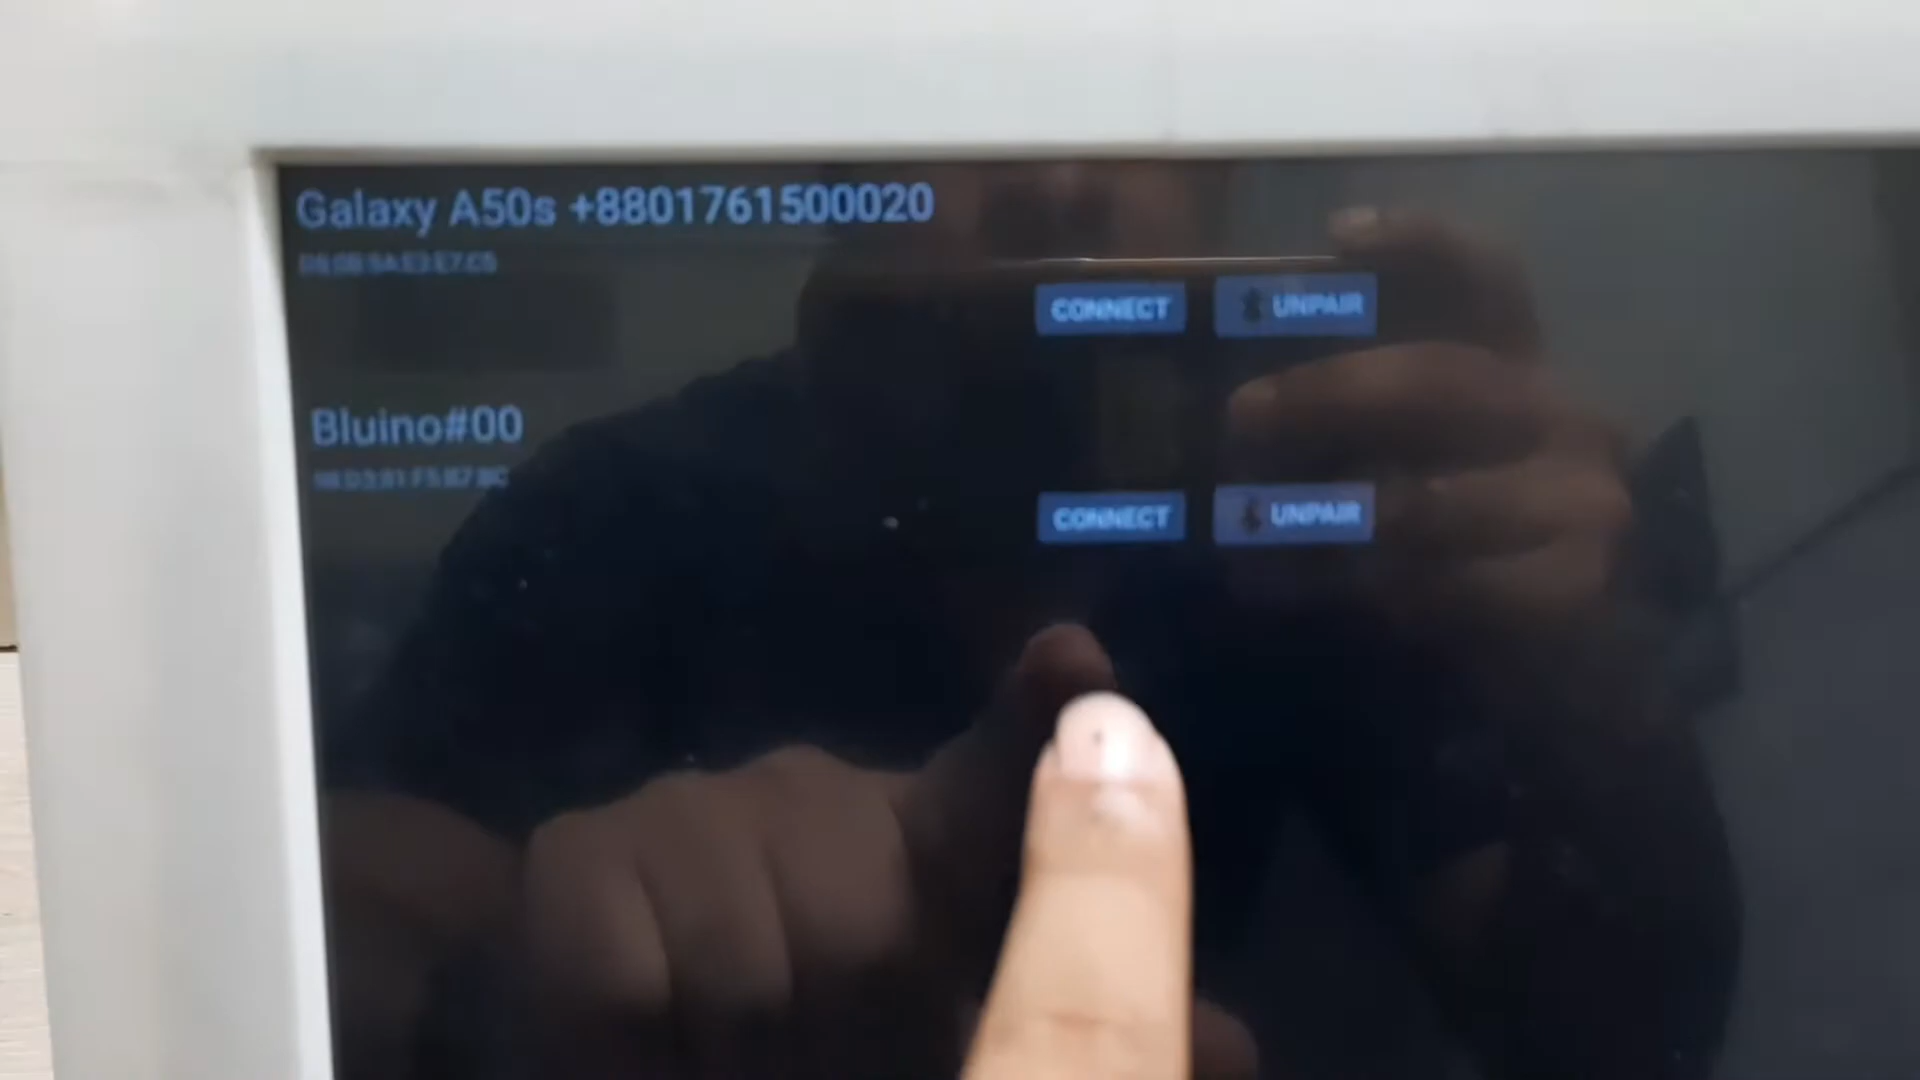 Galaxy A50s +8801761500020
CONNECT
UNPAIR
Bluino#00
CONNECT
UNPAIR